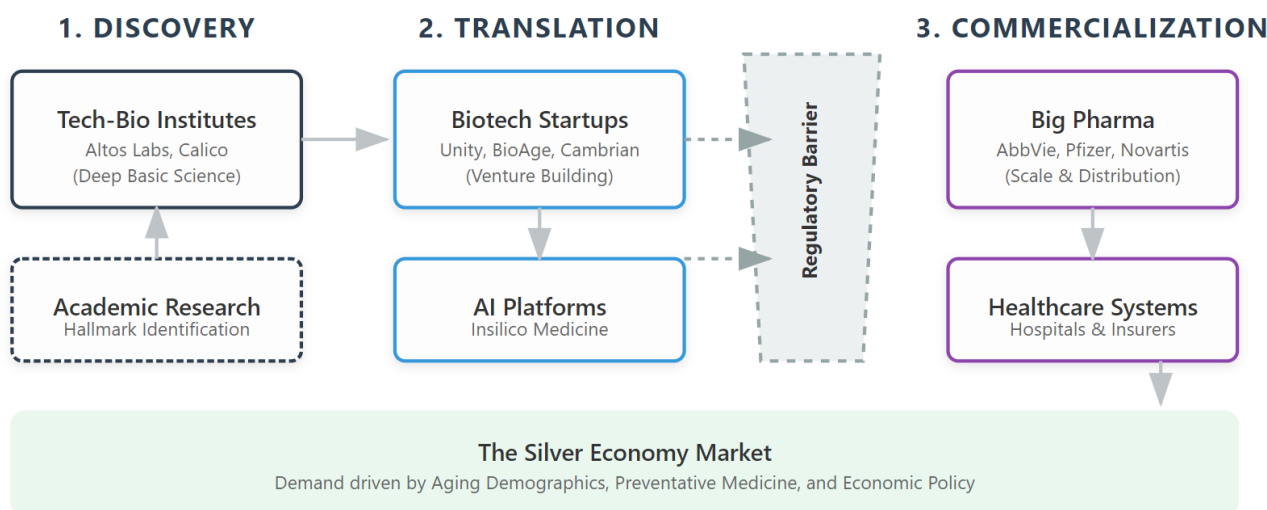 1. DISCOVERY
2. TRANSLATION
3. COMMERCIALIZATION
Tech-Bio Institutes
Altos Labs, Calico
(Deep Basic Science)
Biotech Startups
Unity, BioAge, Cambrian
(Venture Building)
Regulatory Barrier
Big Pharma
AbbVie, Pfizer, Novartis
(Scale & Distribution)
Academic Research
Hallmark Identification
AI Platforms
Insilico Medicine
Healthcare Systems
Hospitals & Insurers
The Silver Economy Market
Demand driven by Aging Demographics, Preventative Medicine, and Economic Policy